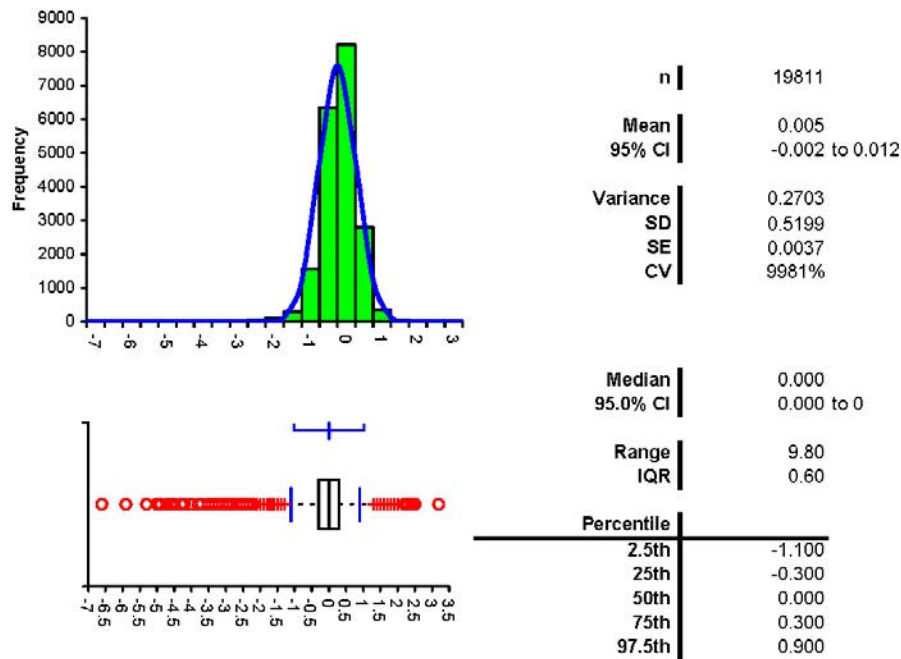 9000
8000
7000
6000
5000
4000
3000
2000
1000
0
Frequency
-7 -6 -5 -4 -3 -2 -1 0 1 2 3
-7 -6.5 -6 -5.5 -5 -4.5 -4 -3.5 -3 -2.5 -2 -1.5 -1 -0.5 0 0.5 1 1.5 2 2.5 3 3.5
n 19811
Mean 0.005
95% CI -0.002 to 0.012
Variance 0.2703
SD 0.5199
SE 0.0037
CV 9981%
Median 0.000
95.0% CI 0.000 to 0
Range 9.80
IQR 0.60
Percentile
2.5th -1.100
25th -0.300
50th 0.000
75th 0.300
97.5th 0.900